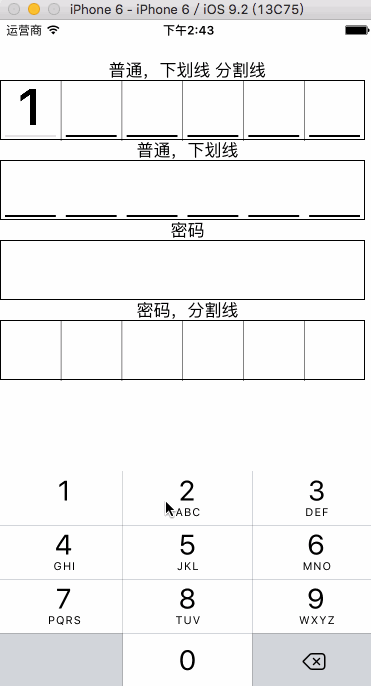 iPhone 6 - iPhone 6 / iOS 9.2 (13C75)
运营商 下午2:43
普通，下划线 分割线
1
普通，下划线
密码
密码，分割线
1 2 3
ABC DEF
4 5 6
GHI JKL MNO
7 8 9
PQRS TUV WXYZ
0